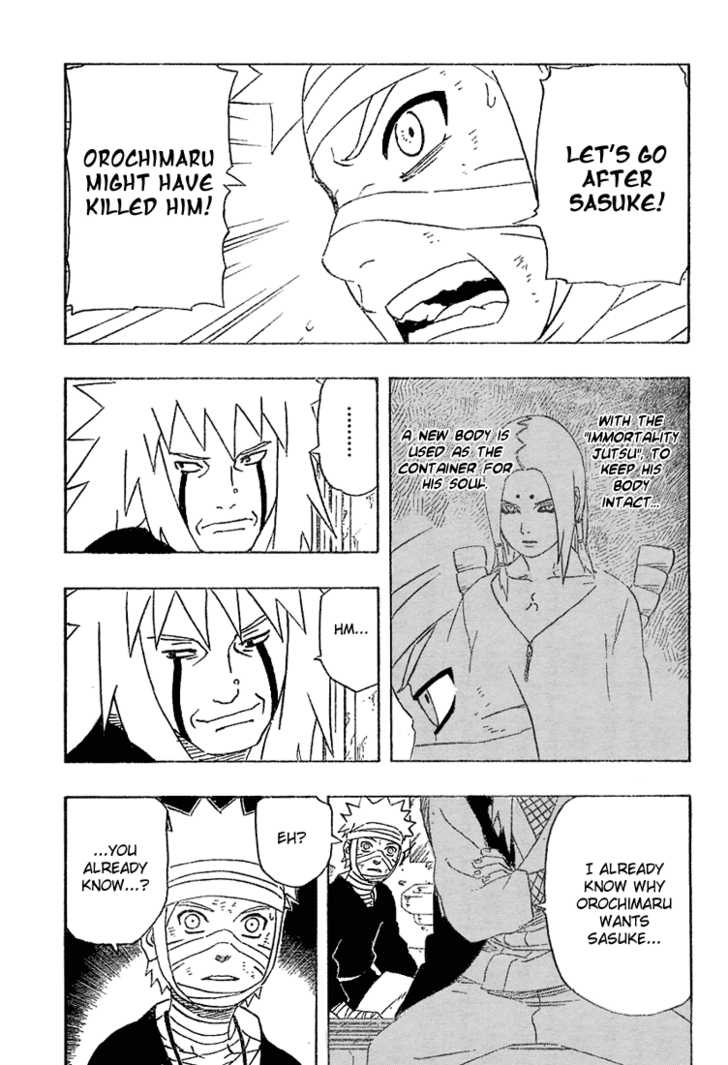 LET'S GO
AFTER
SASUKE!
OROCHIMARU
MIGHT HAVE
KILLED HIM!
WITH THE
"IMMORTALITY
JUTSU", TO
KEEP HIS
BODY
INTACT...
A NEW BODY IS
USED AS THE
CONTAINER FOR
HIS SOUL.
.........
HM...
I ALREADY
KNOW WHY
OROCHIMARU
WANTS
SASUKE...
EH?
...YOU
ALREADY
KNOW...?